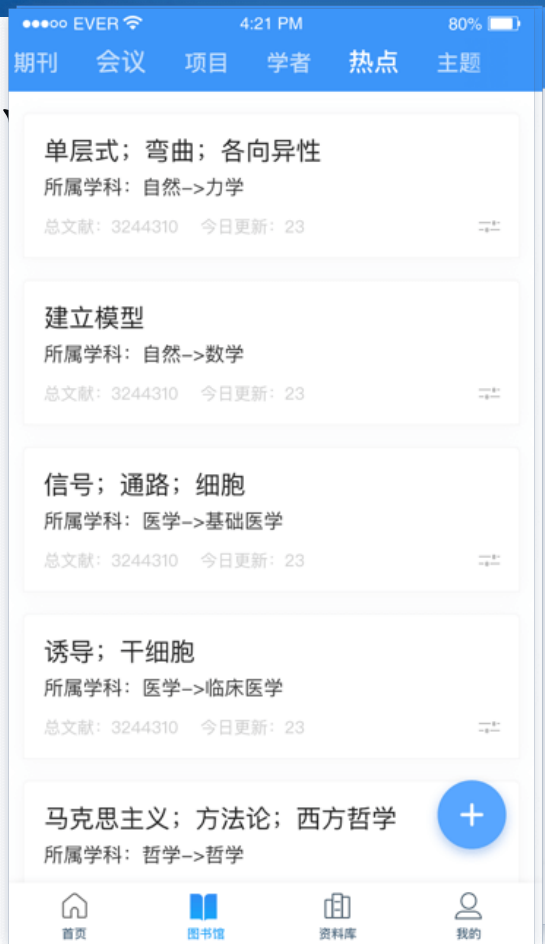 ●●●○○ EVER 4:21 PM 80%
期刊 会议 项目 学者 热点 主题
单层式；弯曲；各向异性
所属学科：自然–>力学
总文献：3244310 今日更新：23
建立模型
所属学科：自然–>数学
总文献：3244310 今日更新：23
信号；通路；细胞
所属学科：医学–>基础医学
总文献：3244310 今日更新：23
诱导；干细胞
所属学科：医学–>临床医学
总文献：3244310 今日更新：23
马克思主义；方法论；西方哲学
所属学科：哲学–>哲学
首页 图书馆 资料库 我的